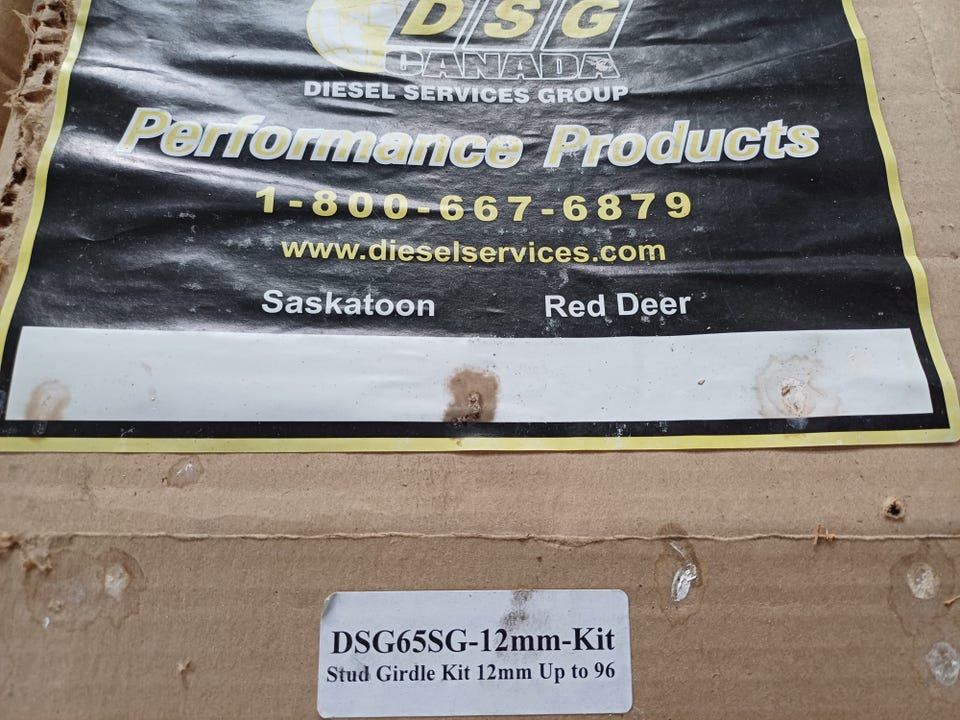 DSG
CANADA
DIESEL SERVICES GROUP
Performance Products
1-800-667-6879
www.dieselservices.com
Saskatoon Red Deer
DSG65SG-12mm-Kit
Stud Girdle Kit 12mm Up to 96